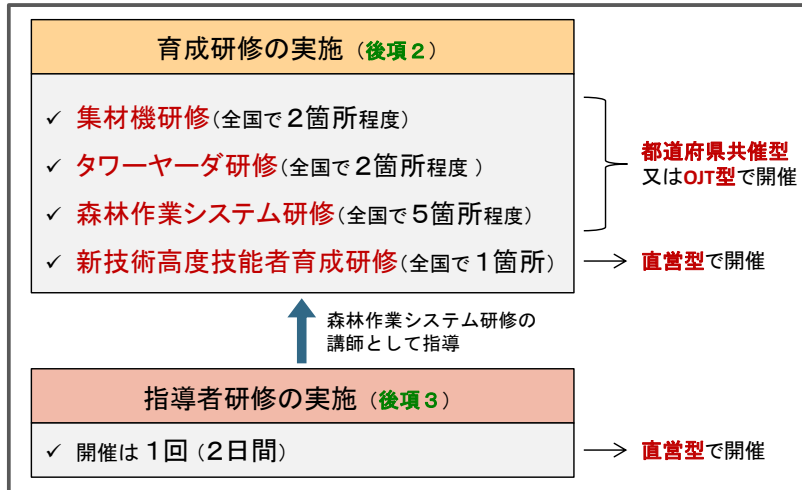 育成研修の実施（後項２）
✓ 集材機研修（全国で２箇所程度）
✓ タワーヤーダ研修（全国で２箇所程度 ）
✓ 森林作業システム研修（全国で５箇所程度）
都道府県共催型
又はOJT型で開催
✓ 新技術高度技能者育成研修（全国で１箇所）
直営型で開催
森林作業システム研修の
講師として指導
指導者研修の実施（後項３）
✓ 開催は１回（２日間）
直営型で開催